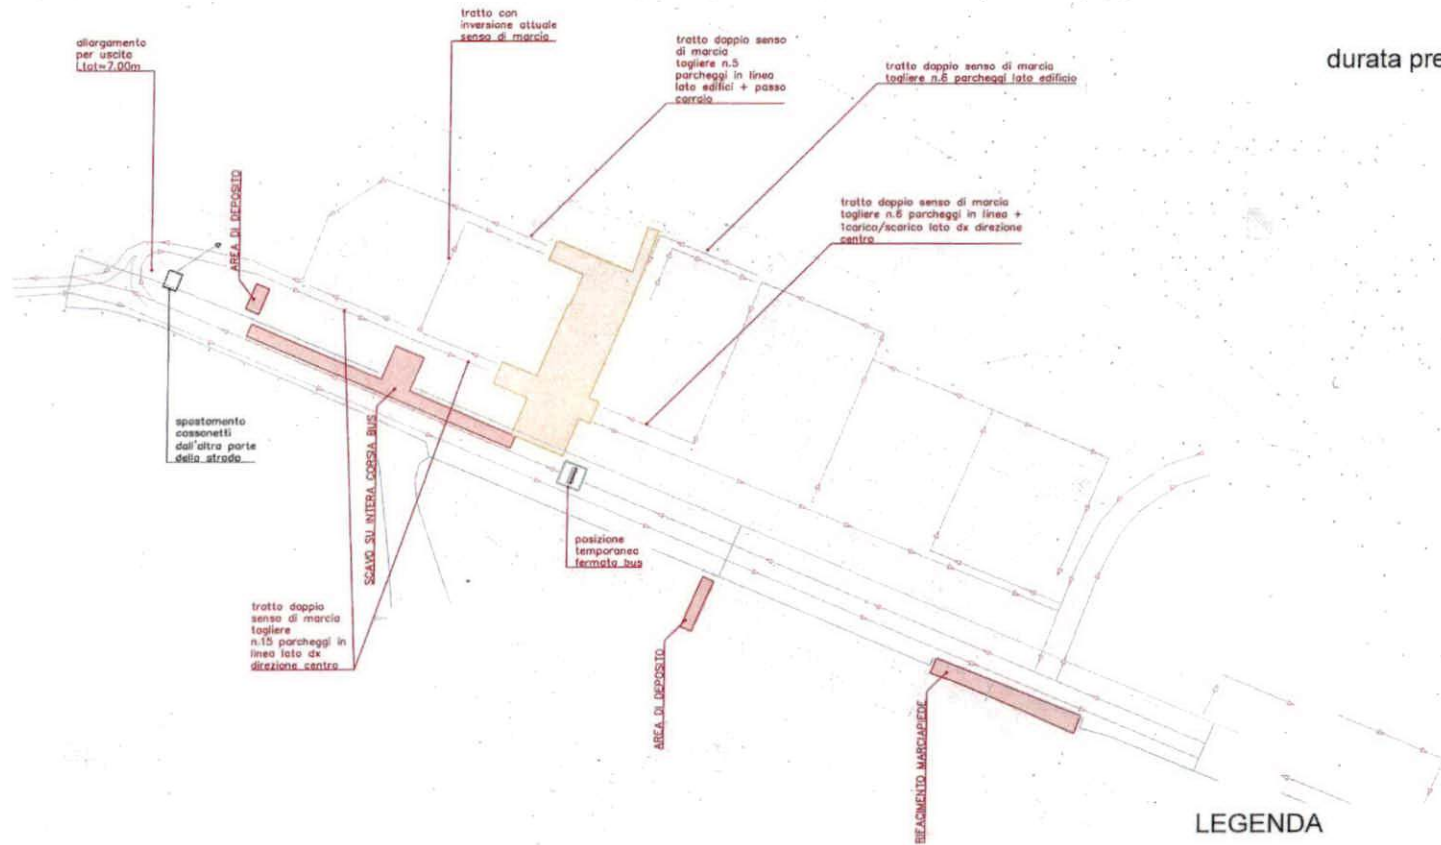 allargamento
per uscita
Ltot=7.00m
tratto con
inversione attuale
senso di marcia
tratto doppio senso
di marcia
togliere n.5
parcheggi in linea
lato edifici + passo
carraio
tratto doppio senso di marcia
togliere n.6 parcheggi lato edificio
durata pre
AREA DI DEPOSITO
tratto doppio senso di marcia
togliere n.6 parcheggi in linea +
1carico/scarico lato dx direzione
centro
spostamento
cassonetti
dall'altra parte
della strada
SCAVO SU INTERA CORSIA BUS
posizione
temporanea
fermata bus
tratto doppio
senso di marcia
togliere
n.15 parcheggi in
linea lato dx
direzione centro
AREA DI DEPOSITO
RIFACIMENTO MARCIAPIEDE
LEGENDA